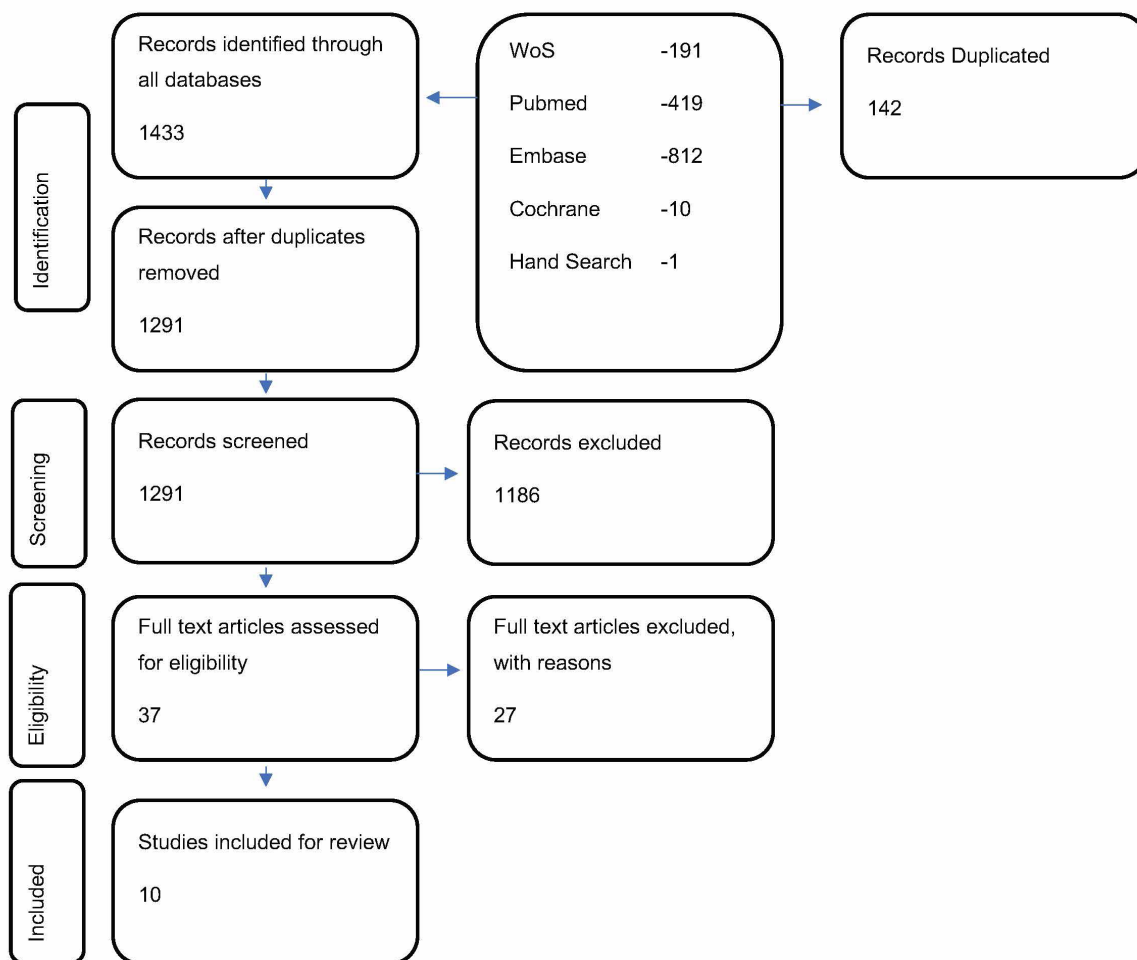 Identification
Records identified through
all databases
1433
WoS -191
Pubmed -419
Embase -812
Cochrane -10
Hand Search -1
Records Duplicated
142
Records after duplicates
removed
1291
Screening
Records screened
1291
Records excluded
1186
Eligibility
Full text articles assessed
for eligibility
37
Full text articles excluded,
with reasons
27
Included
Studies included for review
10